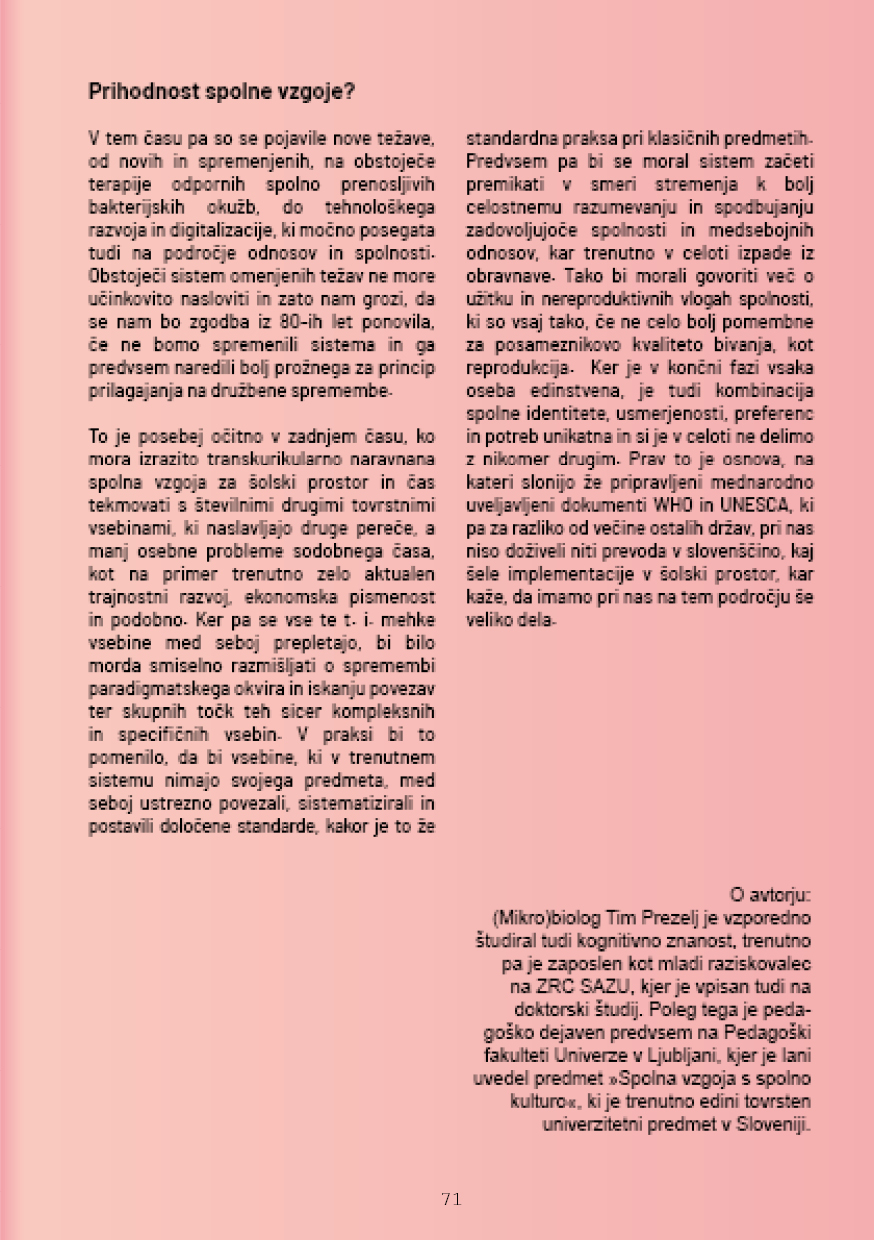 Prihodnost spolne vzgoje?
V tem času pa so se pojavile nove težave,
od novih in spremenjenih, na obstoječe
terapije odpornih spolno prenosljivih
bakterijskih okužb, do tehnološkega
razvoja in digitalizacije, ki močno posegata
tudi na področje odnosov in spolnosti.
Obstoječi sistem omenjenih težav ne more
učinkovito nasloviti in zato nam grozi, da
se nam bo zgodba iz 80-ih let ponovila,
če ne bomo spremenili sistema in ga
predvsem naredili bolj prožnega za princip
prilagajanja na družbene spremembe.
To je posebej očitno v zadnjem času, ko
mora izrazito transkurikularno naravnana
spolna vzgoja za šolski prostor in čas
tekmovati s številnimi drugimi tovrstnimi
vsebinami, ki naslavljajo druge pereče, a
manj osebne probleme sodobnega časa,
kot na primer trenutno zelo aktualen
trajnostni razvoj, ekonomska pismenost
in podobno. Ker pa se vse te t. i. mehke
vsebine med seboj prepletajo, bi bilo
morda smiselno razmišljati o spremembi
paradigmatskega okvira in iskanju povezav
ter skupnih točk teh sicer kompleksnih
in specifičnih vsebin. V praksi bi to
pomenilo, da bi vsebine, ki v trenutnem
sistemu nimajo svojega predmeta, med
seboj ustrezno povezali, sistematizirali in
postavili določene standarde, kakor je to že
standardna praksa pri klasičnih predmetih.
Predvsem pa bi se moral sistem začeti
premikati v smeri stremenja k bolj
celostnemu razumevanju in spodbujanju
zadovoljujoče spolnosti in medsebojnih
odnosov, kar trenutno v celoti izpade iz
obravnave. Tako bi morali govoriti več o
užitku in nereproduktivnih vlogah spolnosti,
ki so vsaj tako, če ne celo bolj pomembne
za posameznikovo kvaliteto bivanja, kot
reprodukcija. Ker je v končni fazi vsaka
oseba edinstvena, je tudi kombinacija
spolne identitete, usmerjenosti, preferenc
in potreb unikatna in si je v celoti ne delimo
z nikomer drugim. Prav to je osnova, na
kateri slonijo že pripravljeni mednarodno
uveljavljeni dokumenti WHO in UNESCA, ki
pa za razliko od večine ostalih držav, pri nas
niso doživeli niti prevoda v slovenščino, kaj
šele implementacije v šolski prostor, kar
kaže, da imamo pri nas na tem področju še
veliko dela.
O avtorju:
(Mikro)biolog Tim Prezelj je vzporedno
študiral tudi kognitivno znanost, trenutno
pa je zaposlen kot mladi raziskovalec
na ZRC SAZU, kjer je vpisan tudi na
doktorski študij. Poleg tega je peda-
goško dejaven predvsem na Pedagoški
fakulteti Univerze v Ljubljani, kjer je lani
uvedel predmet »Spolna vzgoja s spolno
kulturo«, ki je trenutno edini tovrsten
univerzitetni predmet v Sloveniji.
71